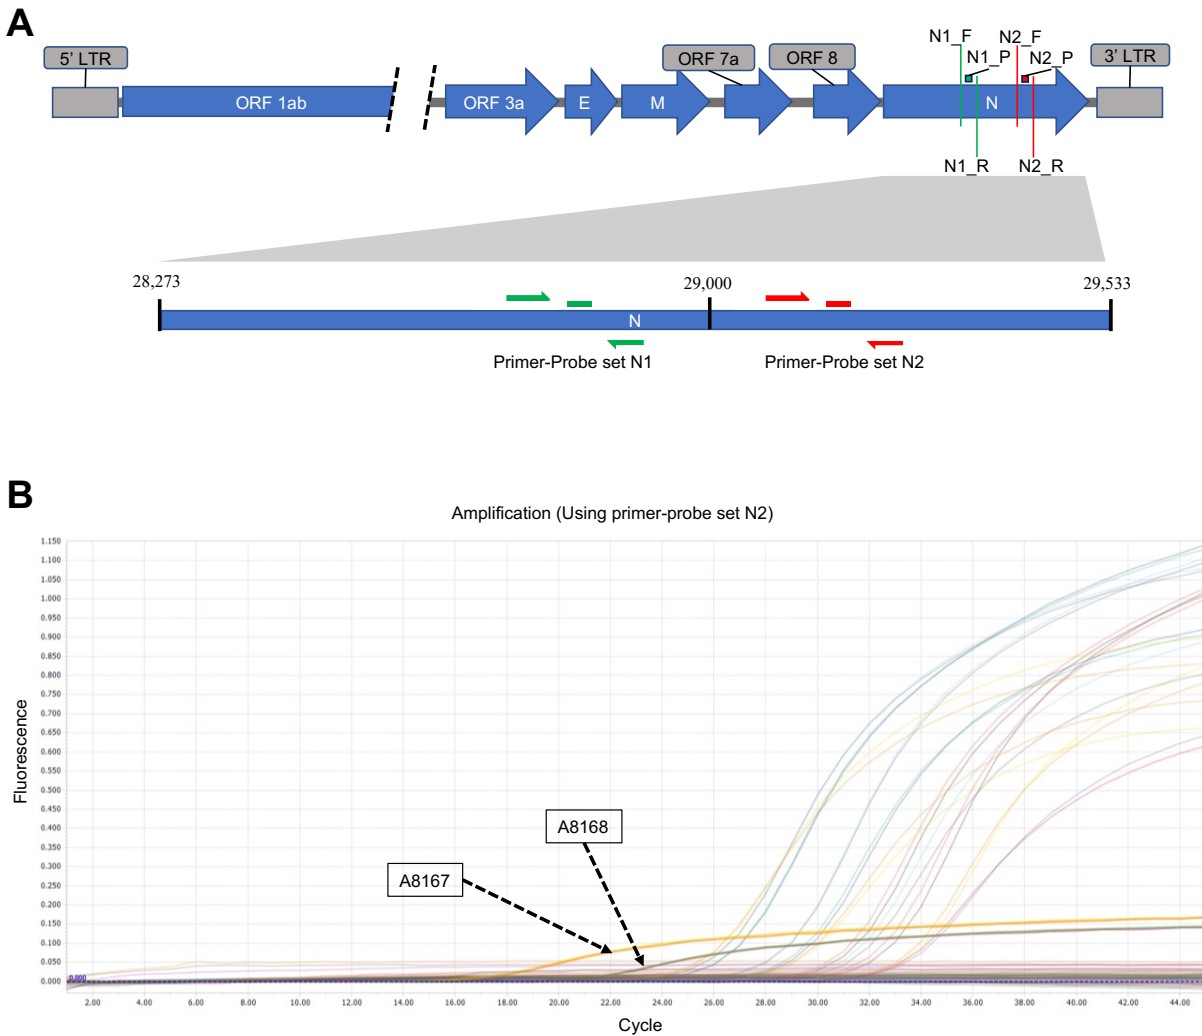 A
5' LTR
ORF 1ab
ORF 3a
E
M
ORF 7a
ORF 8
N1_F
N2_F
N1_P
N2_P
3' LTR
N
N1_R
N2_R
28,273
29,000
29,533
N
Primer-Probe set N1
Primer-Probe set N2
B
Amplification (Using primer-probe set N2)
Fluorescence
1.150
1.100
1.050
1.000
0.950
0.900
0.850
0.800
0.750
0.700
0.650
0.600
0.550
0.500
0.450
0.400
0.350
0.300
0.250
0.200
0.150
0.100
0.050
0.000
0.000
A8168
A8167
2.00 4.00 6.00 8.00 10.00 12.00 14.00 16.00 18.00 20.00 22.00 24.00 26.00 28.00 30.00 32.00 34.00 36.00 38.00 40.00 42.00 44.00
Cycle